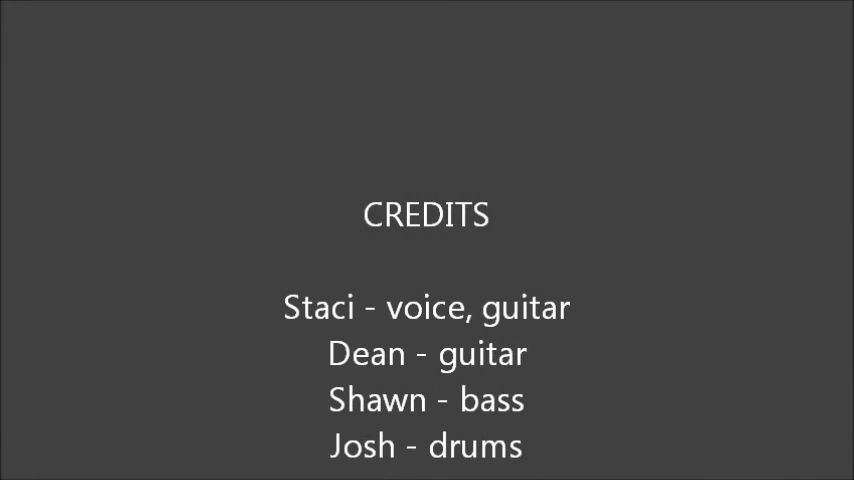 CREDITS
Staci - voice, guitar
Dean - guitar
Shawn - bass
Josh - drums